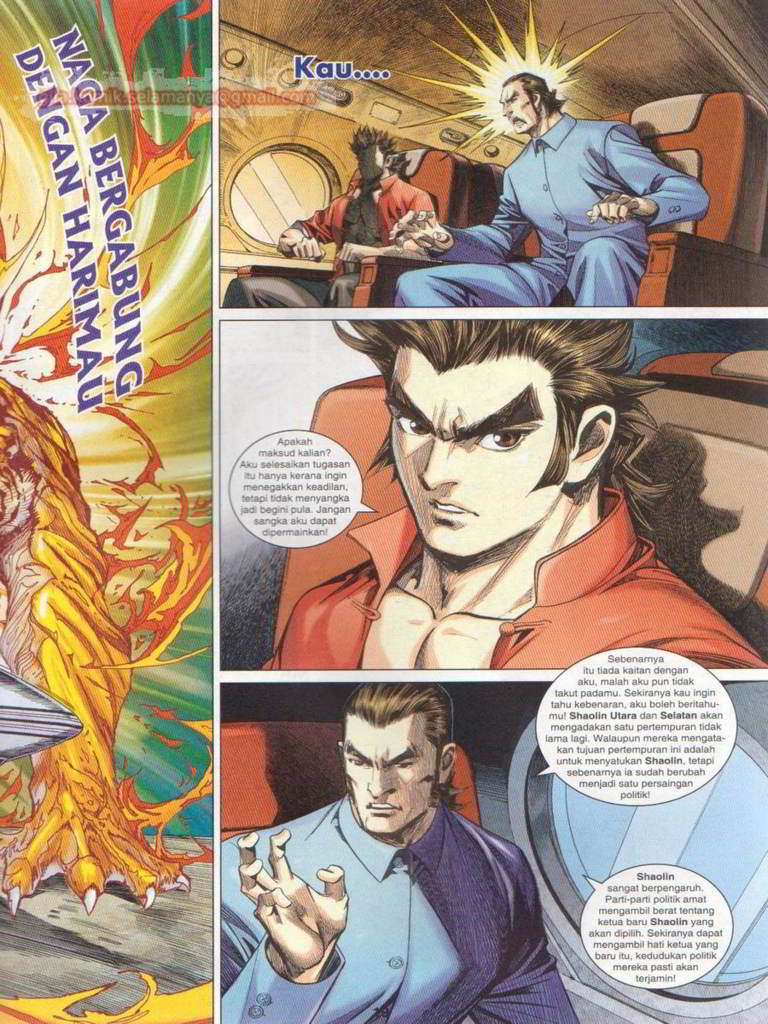 NAGA BERGABUNG
DENGAN HARIMAU
Kau....
selamanya@gmail.com
Apakah
maksud kalian?
Aku selesaikan tugasan
itu hanya kerana ingin
menegakkan keadilan,
tetapi tidak menyangka
jadi begini pula. Jangan
sangka aku dapat
dipermainkan!
Sebenarnya
itu tiada kaitan dengan
aku, malah aku pun tidak
takut padamu. Sekiranya kau ingin
tahu kebenaran, aku boleh beritahu-
mu! Shaolin Utara dan Selatan akan
mengadakan satu pertempuran tidak
lama lagi. Walaupun mereka mengata-
kan tujuan pertempuran ini adalah
untuk menyatukan Shaolin, tetapi
sebenarnya ia sudah berubah
menjadi satu persaingan
politik!
Shaolin
sangat berpengaruh.
Parti-parti politik amat
mengambil berat tentang
ketua baru Shaolin yang
akan dipilih. Sekiranya dapat
mengambil hati ketua yang
baru itu, kedudukan politik
mereka pasti akan
terjamin!